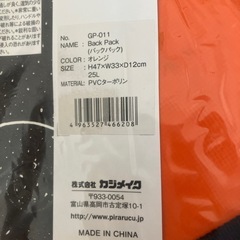 No. GP-011
NAME: Back Pack
(バックパック)
COLOR: オレンジ
SIZE: H47×W33×D12cm
25L
MATERIAL: PVCターポリン
4963527466208
株式会社 カジメイク
〒933-0054
富山県高岡市古定塚10-1
http://www.pirarucu.jp
MADE IN CHINA